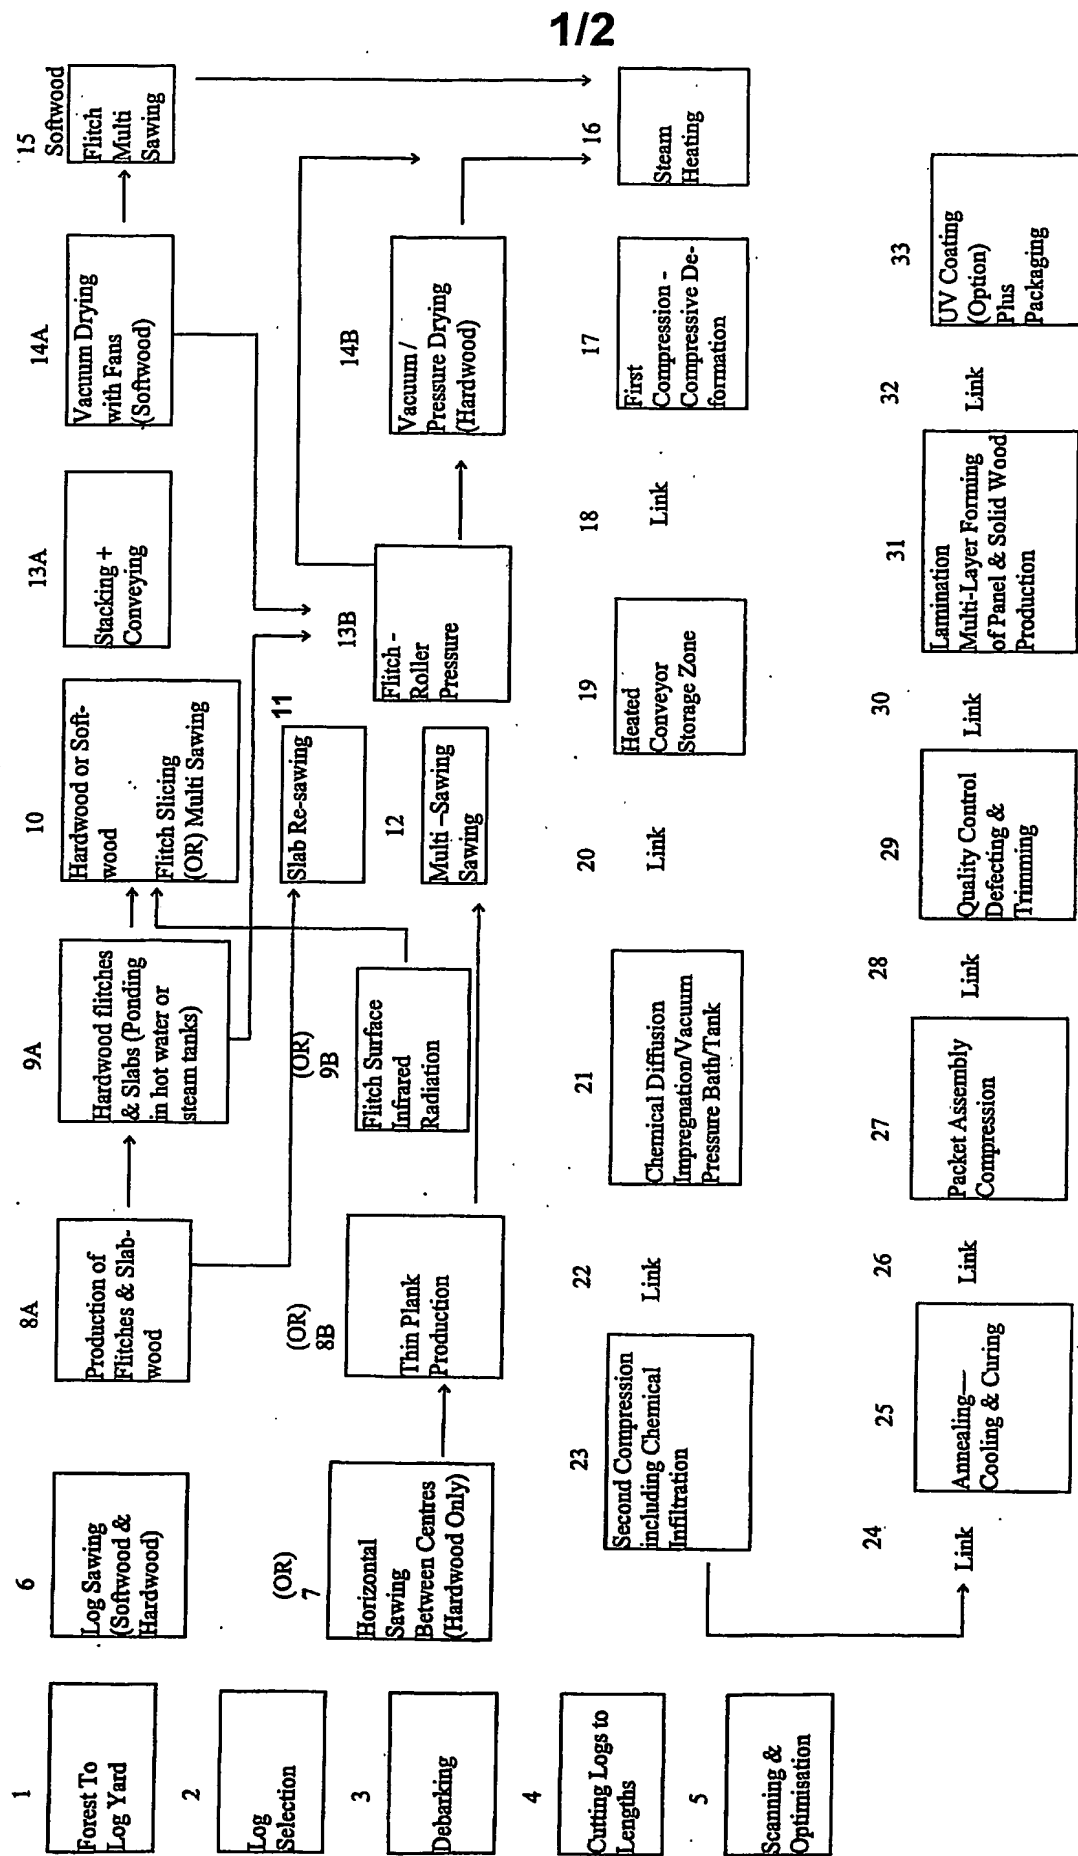 1/2
1
Forest To
Log Yard
2
Log
Selection
3
Debarking
4
Cutting Logs to
Lengths
5
Scanning &
Optimisation
6
Log Sawing
(Softwood &
Hardwood)
(OR)
7
Horizontal
Sawing
Between Centres
(Hardwood Only)
8A
Production of
Flitches & Slab-
wood
(OR)
8B
Thin Plank
Production
9A
Hardwood flitches
& Slabs (Ponding
in hot water or
steam tanks)
(OR)
9B
Flitch Surface
Infrared
Radiation
10
Hardwood or Soft-
wood
Flitch Slicing
(OR) Multi Sawing
11
Slab Re-sawing
12
Multi –Sawing
Sawing
13A
Stacking +
Conveying
13B
Flitch -
Roller
Pressure
14A
Vacuum Drying
with Fans
(Softwood)
14B
Vacuum /
Pressure Drying
(Hardwood)
15
Softwood
Flitch
Multi
Sawing
16
Steam
Heating
17
First
Compression -
Compressive De-
formation
18
Link
19
Heated
Conveyor
Storage Zone
20
Link
21
Chemical Diffusion
Impregnation/Vacuum
Pressure Bath/Tank
22
Link
23
Second Compression
including Chemical
Infiltration
24
Link
25
Annealing—
Cooling & Curing
26
Link
27
Packet Assembly
Compression
28
Link
29
Quality Control
Defecting &
Trimming
30
Link
31
Lamination
Multi-Layer Forming
of Panel & Solid Wood
Production
32
Link
33
UV Coating
(Option)
Plus
Packaging